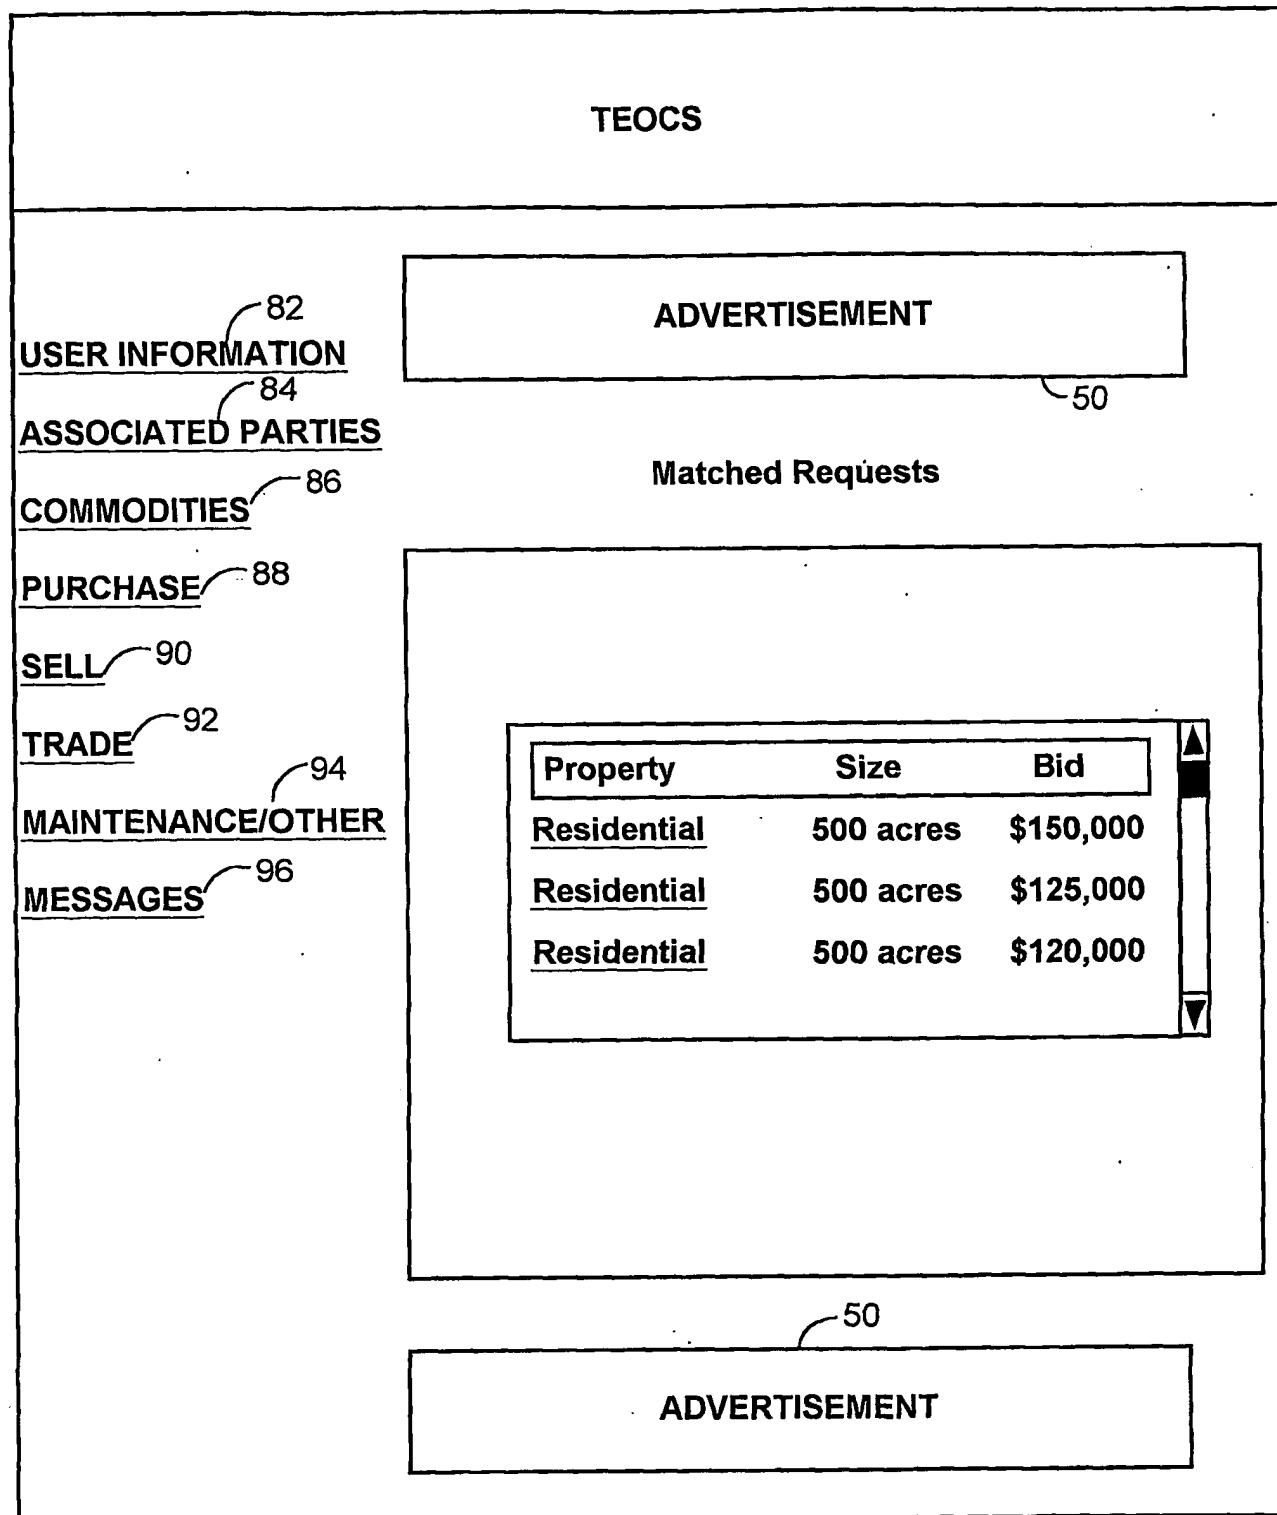 TEOCS
82
USER INFORMATION
84
ASSOCIATED PARTIES
86
COMMODITIES
88
PURCHASE
90
SELL
92
TRADE
94
MAINTENANCE/OTHER
96
MESSAGES
ADVERTISEMENT
50
Matched Requests
Property Size Bid
Residential 500 acres $150,000
Residential 500 acres $125,000
Residential 500 acres $120,000
50
ADVERTISEMENT